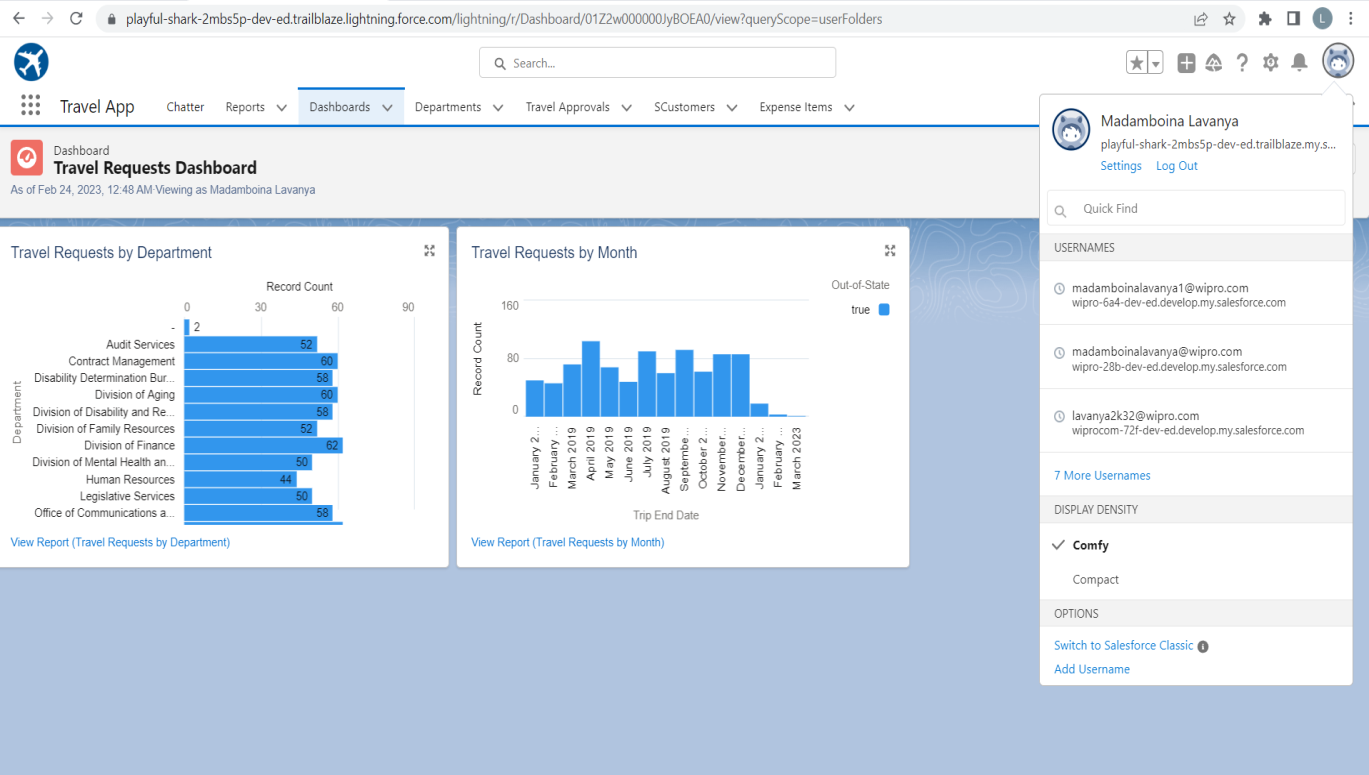 playful-shark-2mbs5p-dev-ed.trailblaze.lightning.force.com/lightning/r/Dashboard/01Z2w000000JyBOEA0/view?queryScope=userFolders
L
Search...
Travel App
Chatter
Reports
Dashboards
Departments
Travel Approvals
SCustomers
Expense Items
Dashboard
Travel Requests Dashboard
As of Feb 24, 2023, 12:48 AM·Viewing as Madamboina Lavanya
Travel Requests by Department
Record Count
0 30 60 90
Department
- 2
Audit Services 52
Contract Management 60
Disability Determination Bur... 58
Division of Aging 60
Division of Disability and Re... 58
Division of Family Resources 52
Division of Finance 62
Division of Mental Health an... 50
Human Resources 44
Legislative Services 50
Office of Communications a... 58
View Report (Travel Requests by Department)
Travel Requests by Month
Out-of-State
true
Record Count
160
80
0
January 2...
February ...
March 2019
April 2019
May 2019
June 2019
July 2019
August 2019
Septembe...
October 2...
November...
December...
January 2...
February ...
March 2023
Trip End Date
View Report (Travel Requests by Month)
Madamboina Lavanya
playful-shark-2mbs5p-dev-ed.trailblaze.my.s...
Settings Log Out
Quick Find
USERNAMES
madamboinalavanya1@wipro.com
wipro-6a4-dev-ed.develop.my.salesforce.com
madamboinalavanya@wipro.com
wipro-28b-dev-ed.develop.my.salesforce.com
lavanya2k32@wipro.com
wiprocom-72f-dev-ed.develop.my.salesforce.com
7 More Usernames
DISPLAY DENSITY
Comfy
Compact
OPTIONS
Switch to Salesforce Classic
Add Username